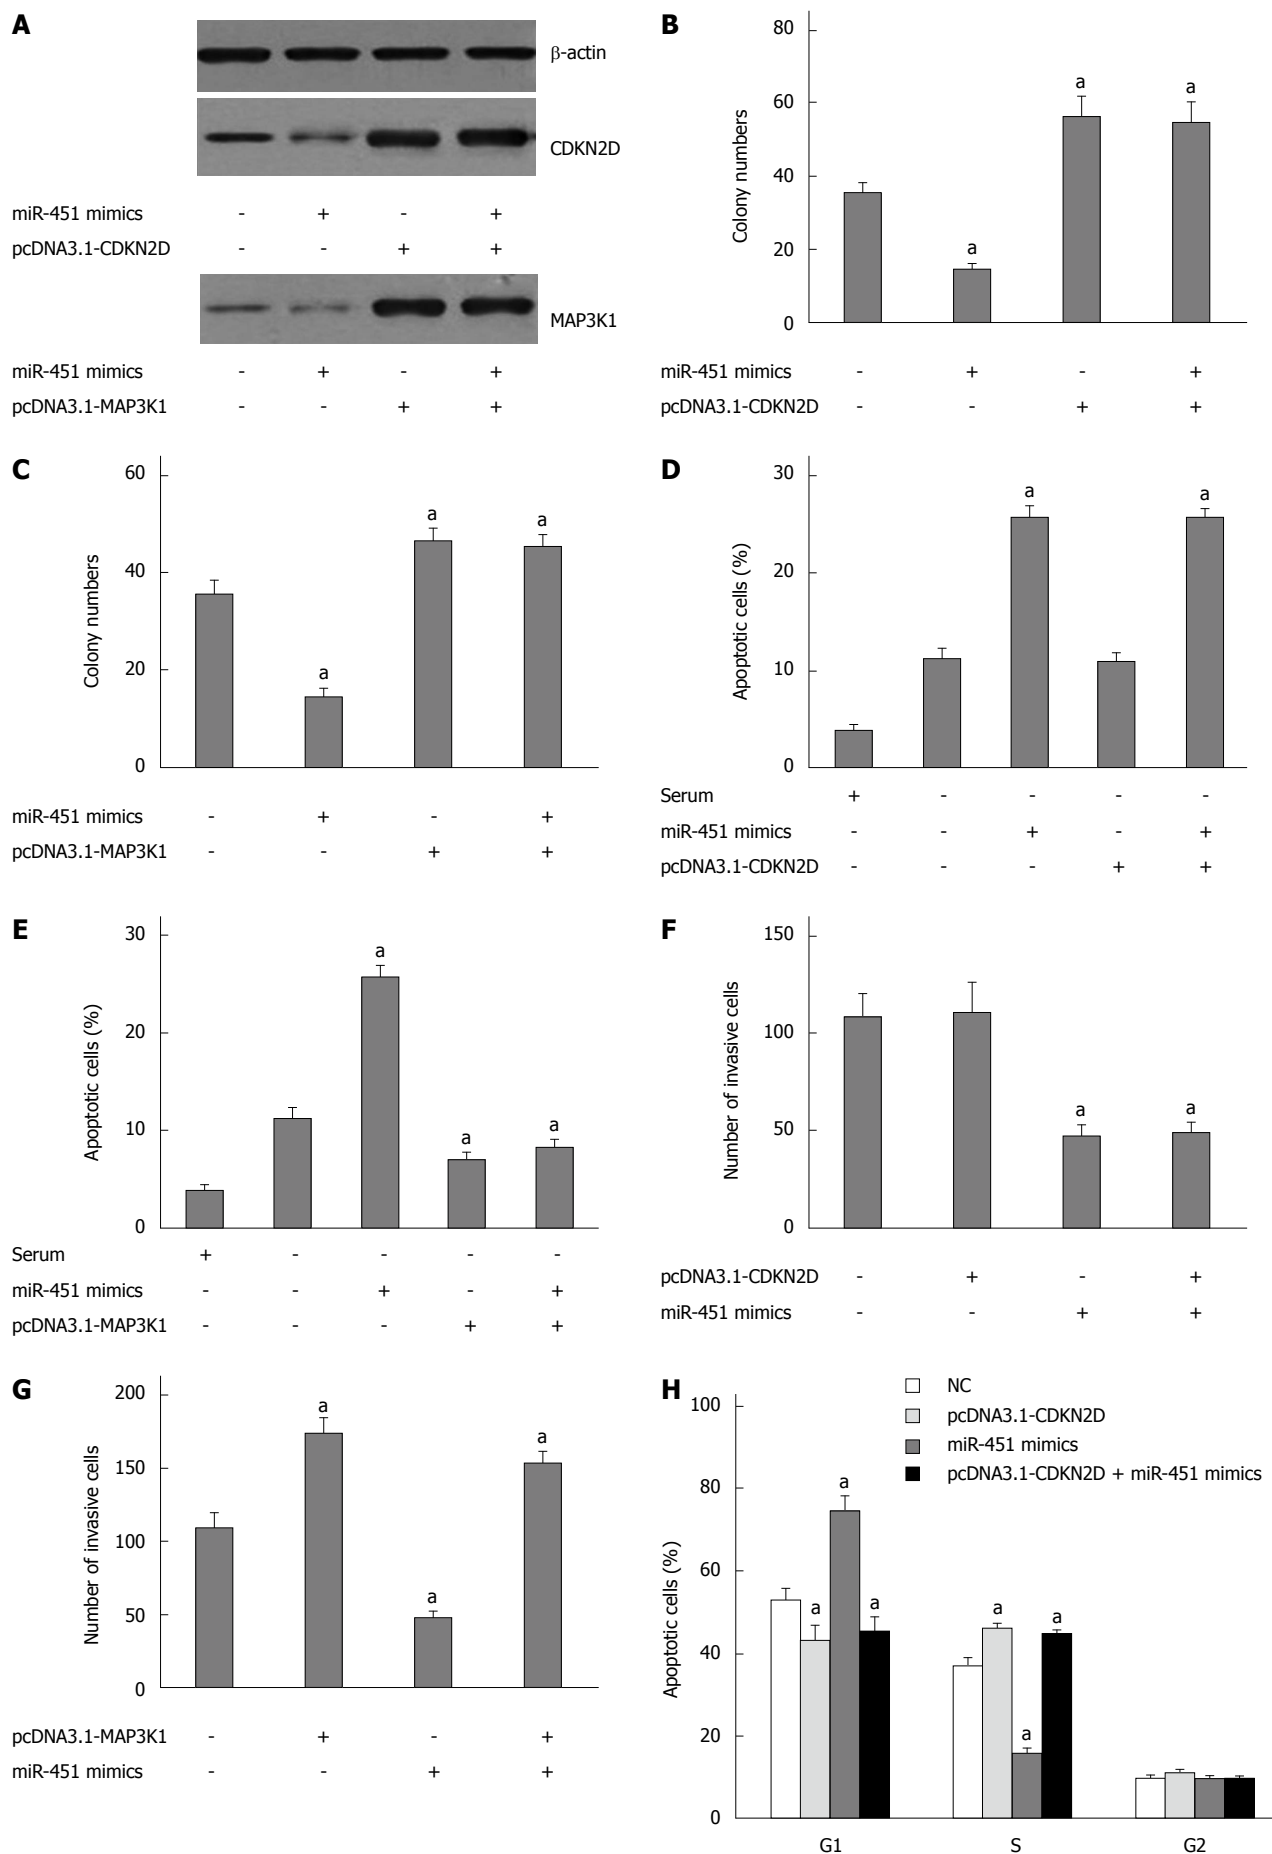 A
β-actin
CDKN2D
miR-451 mimics - + - +
pcDNA3.1-CDKN2D - - + +
MAP3K1
miR-451 mimics - + - +
pcDNA3.1-MAP3K1 - - + +
B
80
60
40
20
0
Colony numbers
a
a
a
miR-451 mimics - + - +
pcDNA3.1-CDKN2D - - + +
C
60
40
20
0
Colony numbers
a
a
a
miR-451 mimics - + - +
pcDNA3.1-MAP3K1 - - + +
D
30
20
10
0
Apoptotic cells (%)
a
a
Serum + - - - -
miR-451 mimics - - + - +
pcDNA3.1-CDKN2D - - - + +
E
30
20
10
0
Apoptotic cells (%)
a
a
a
Serum + - - - -
miR-451 mimics - - + - +
pcDNA3.1-MAP3K1 - - - + +
F
150
100
50
0
Number of invasive cells
a
a
pcDNA3.1-CDKN2D - + - +
miR-451 mimics - - + +
G
200
150
100
50
0
Number of invasive cells
a
a
a
pcDNA3.1-MAP3K1 - + - +
miR-451 mimics - - + +
H
NC
pcDNA3.1-CDKN2D
miR-451 mimics
pcDNA3.1-CDKN2D + miR-451 mimics
100
80
60
40
20
0
Apoptotic cells (%)
a
a
a
a
a
a
G1 S G2